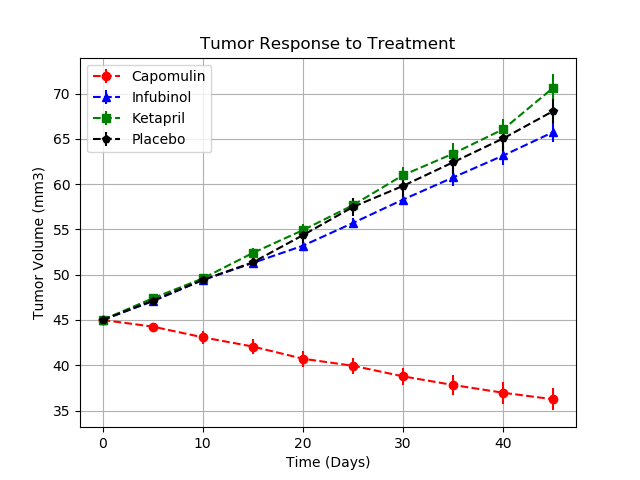 Tumor Response to Treatment
Capomulin
Infubinol
Ketapril
Placebo
Tumor Volume (mm3)
70
65
60
55
50
45
40
35
0 10 20 30 40
Time (Days)